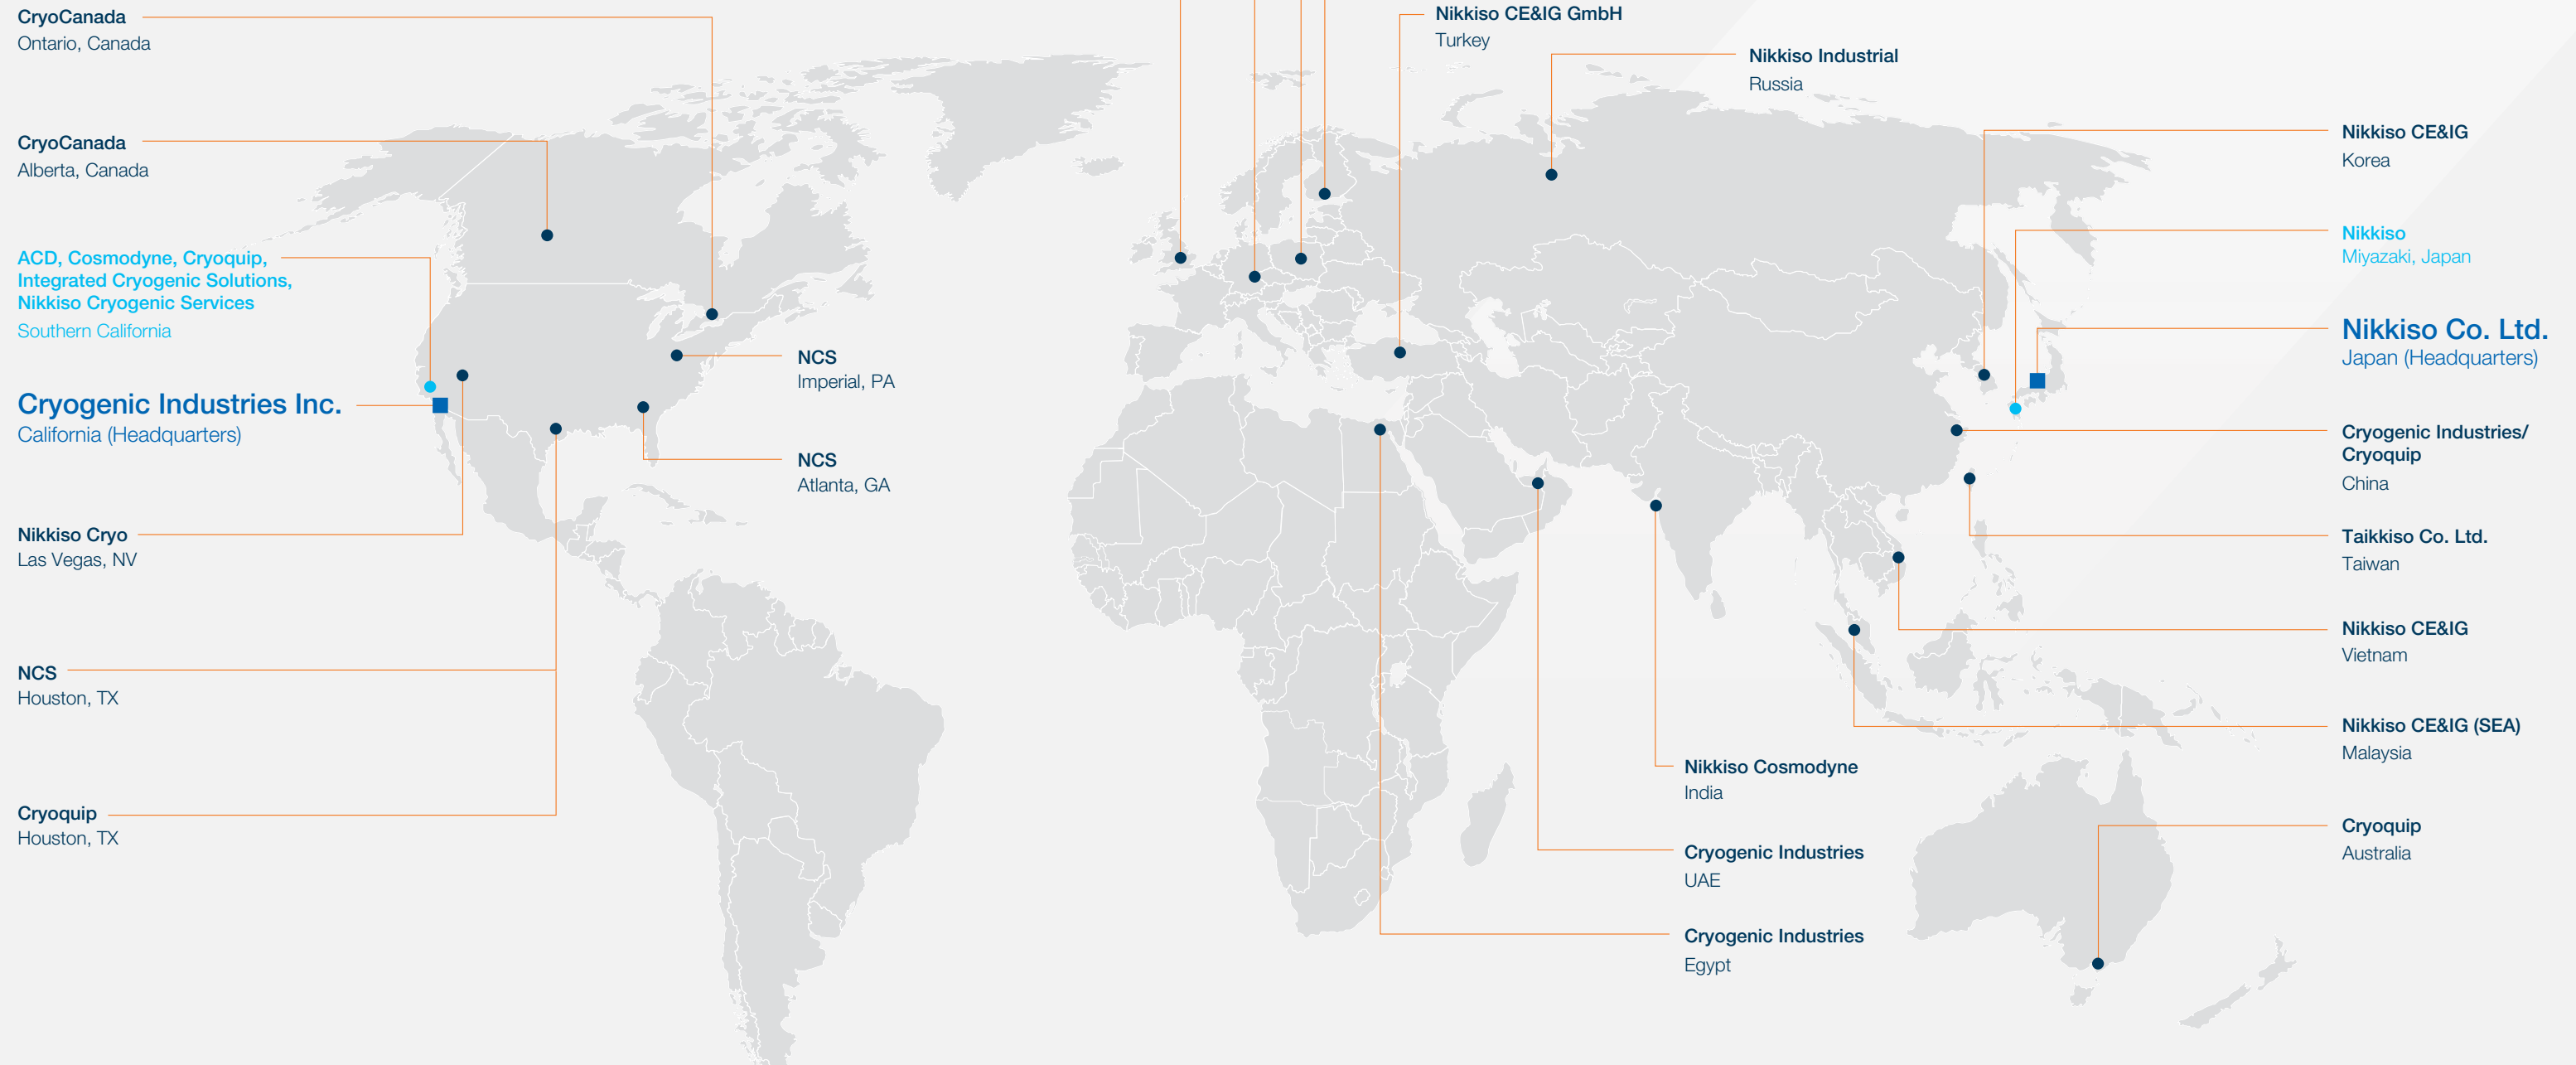 CryoCanada
Ontario, Canada
CryoCanada
Alberta, Canada
ACD, Cosmodyne, Cryoquip,
Integrated Cryogenic Solutions,
Nikkiso Cryogenic Services
Southern California
Cryogenic Industries Inc.
California (Headquarters)
Nikkiso Cryo
Las Vegas, NV
NCS
Houston, TX
Cryoquip
Houston, TX
NCS
Imperial, PA
NCS
Atlanta, GA
Nikkiso CE&IG GmbH
Turkey
Nikkiso Industrial
Russia
Nikkiso Cosmodyne
India
Cryogenic Industries
UAE
Cryogenic Industries
Egypt
Nikkiso CE&IG
Korea
Nikkiso
Miyazaki, Japan
Nikkiso Co. Ltd.
Japan (Headquarters)
Cryogenic Industries/
Cryoquip
China
Taikkiso Co. Ltd.
Taiwan
Nikkiso CE&IG
Vietnam
Nikkiso CE&IG (SEA)
Malaysia
Cryoquip
Australia